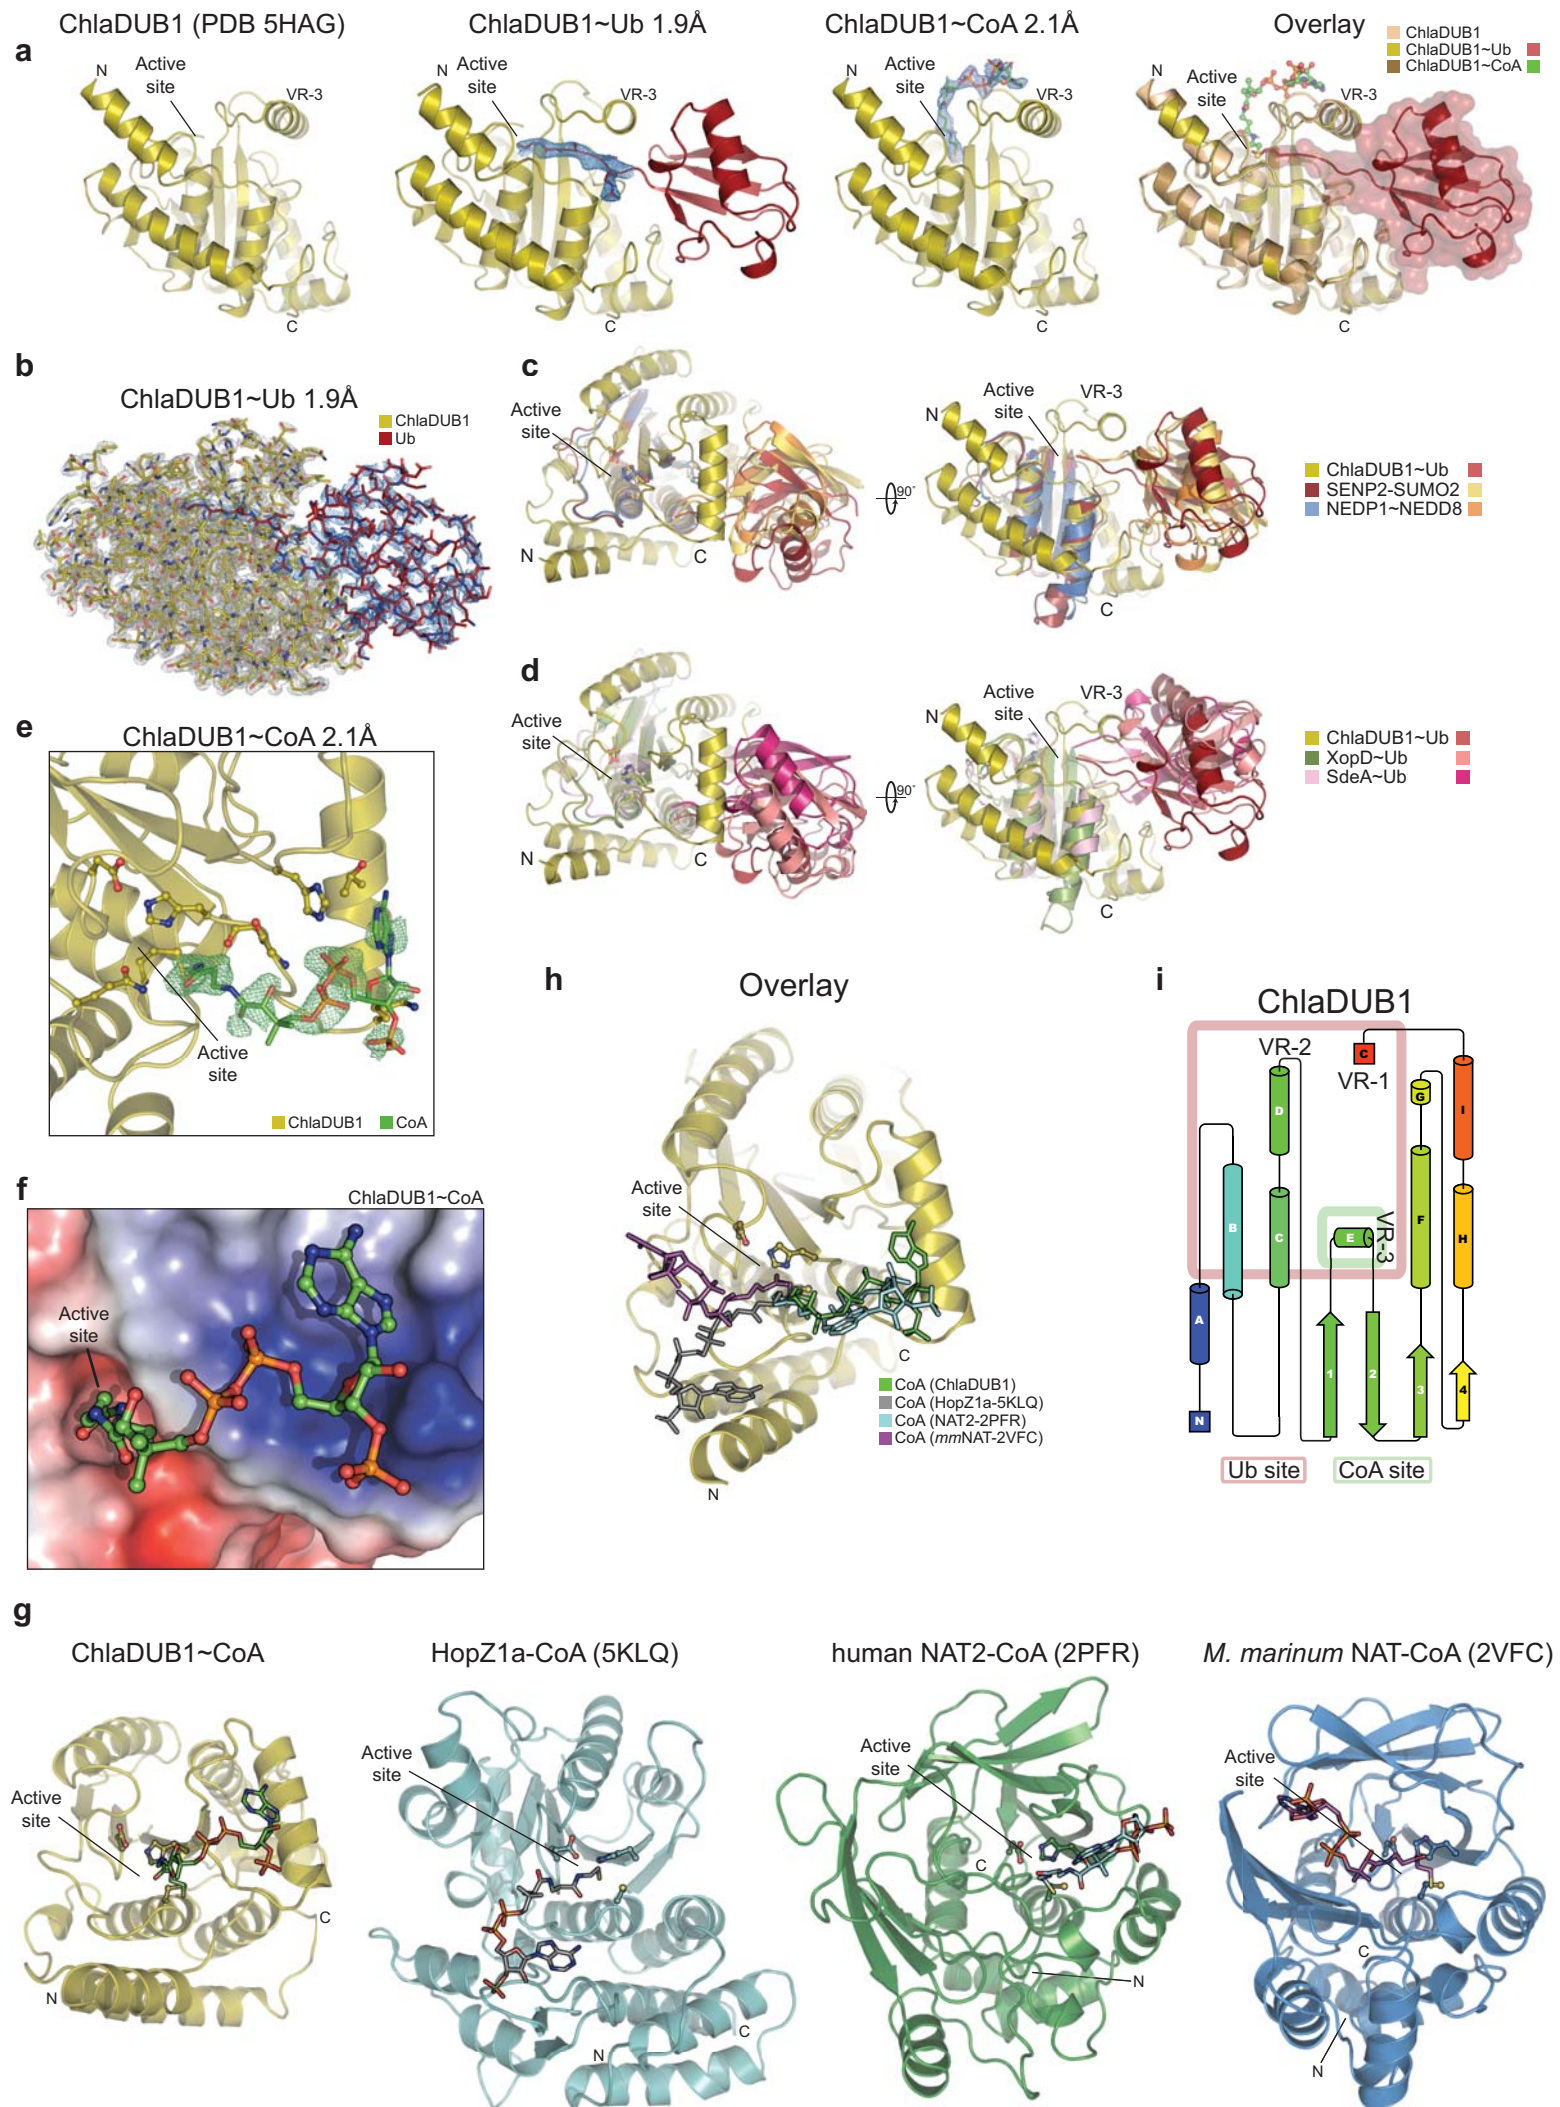 ChlaDUB1 (PDB 5HAG)
ChlaDUB1~Ub 1.9Å
ChlaDUB1~CoA 2.1Å
Overlay
ChlaDUB1
ChlaDUB1~Ub
ChlaDUB1~CoA
a
N
Active
site
VR-3
C
N
Active
site
VR-3
C
Active
site
N
VR-3
C
N
Active
site
VR-3
C
b
ChlaDUB1~Ub 1.9Å
ChlaDUB1
Ub
c
Active
site
N
C
90°
Active
site
VR-3
N
C
ChlaDUB1~Ub
SENP2-SUMO2
NEDP1~NEDD8
d
Active
site
N
C
90°
Active
site
VR-3
N
C
ChlaDUB1~Ub
XopD~Ub
SdeA~Ub
e
ChlaDUB1~CoA 2.1Å
Active
site
ChlaDUB1
CoA
f
ChlaDUB1~CoA
Active
site
h
Overlay
Active
site
C
N
CoA (ChlaDUB1)
CoA (HopZ1a-5KLQ)
CoA (NAT2-2PFR)
CoA (mmNAT-2VFC)
i
ChlaDUB1
VR-2
C
VR-1
D
G
I
B
C
E
VR-3
F
H
A
1
2
3
4
N
Ub site
CoA site
g
ChlaDUB1~CoA
HopZ1a-CoA (5KLQ)
human NAT2-CoA (2PFR)
M. marinum NAT-CoA (2VFC)
Active
site
C
N
Active
site
C
N
Active
site
C
N
Active
site
C
N